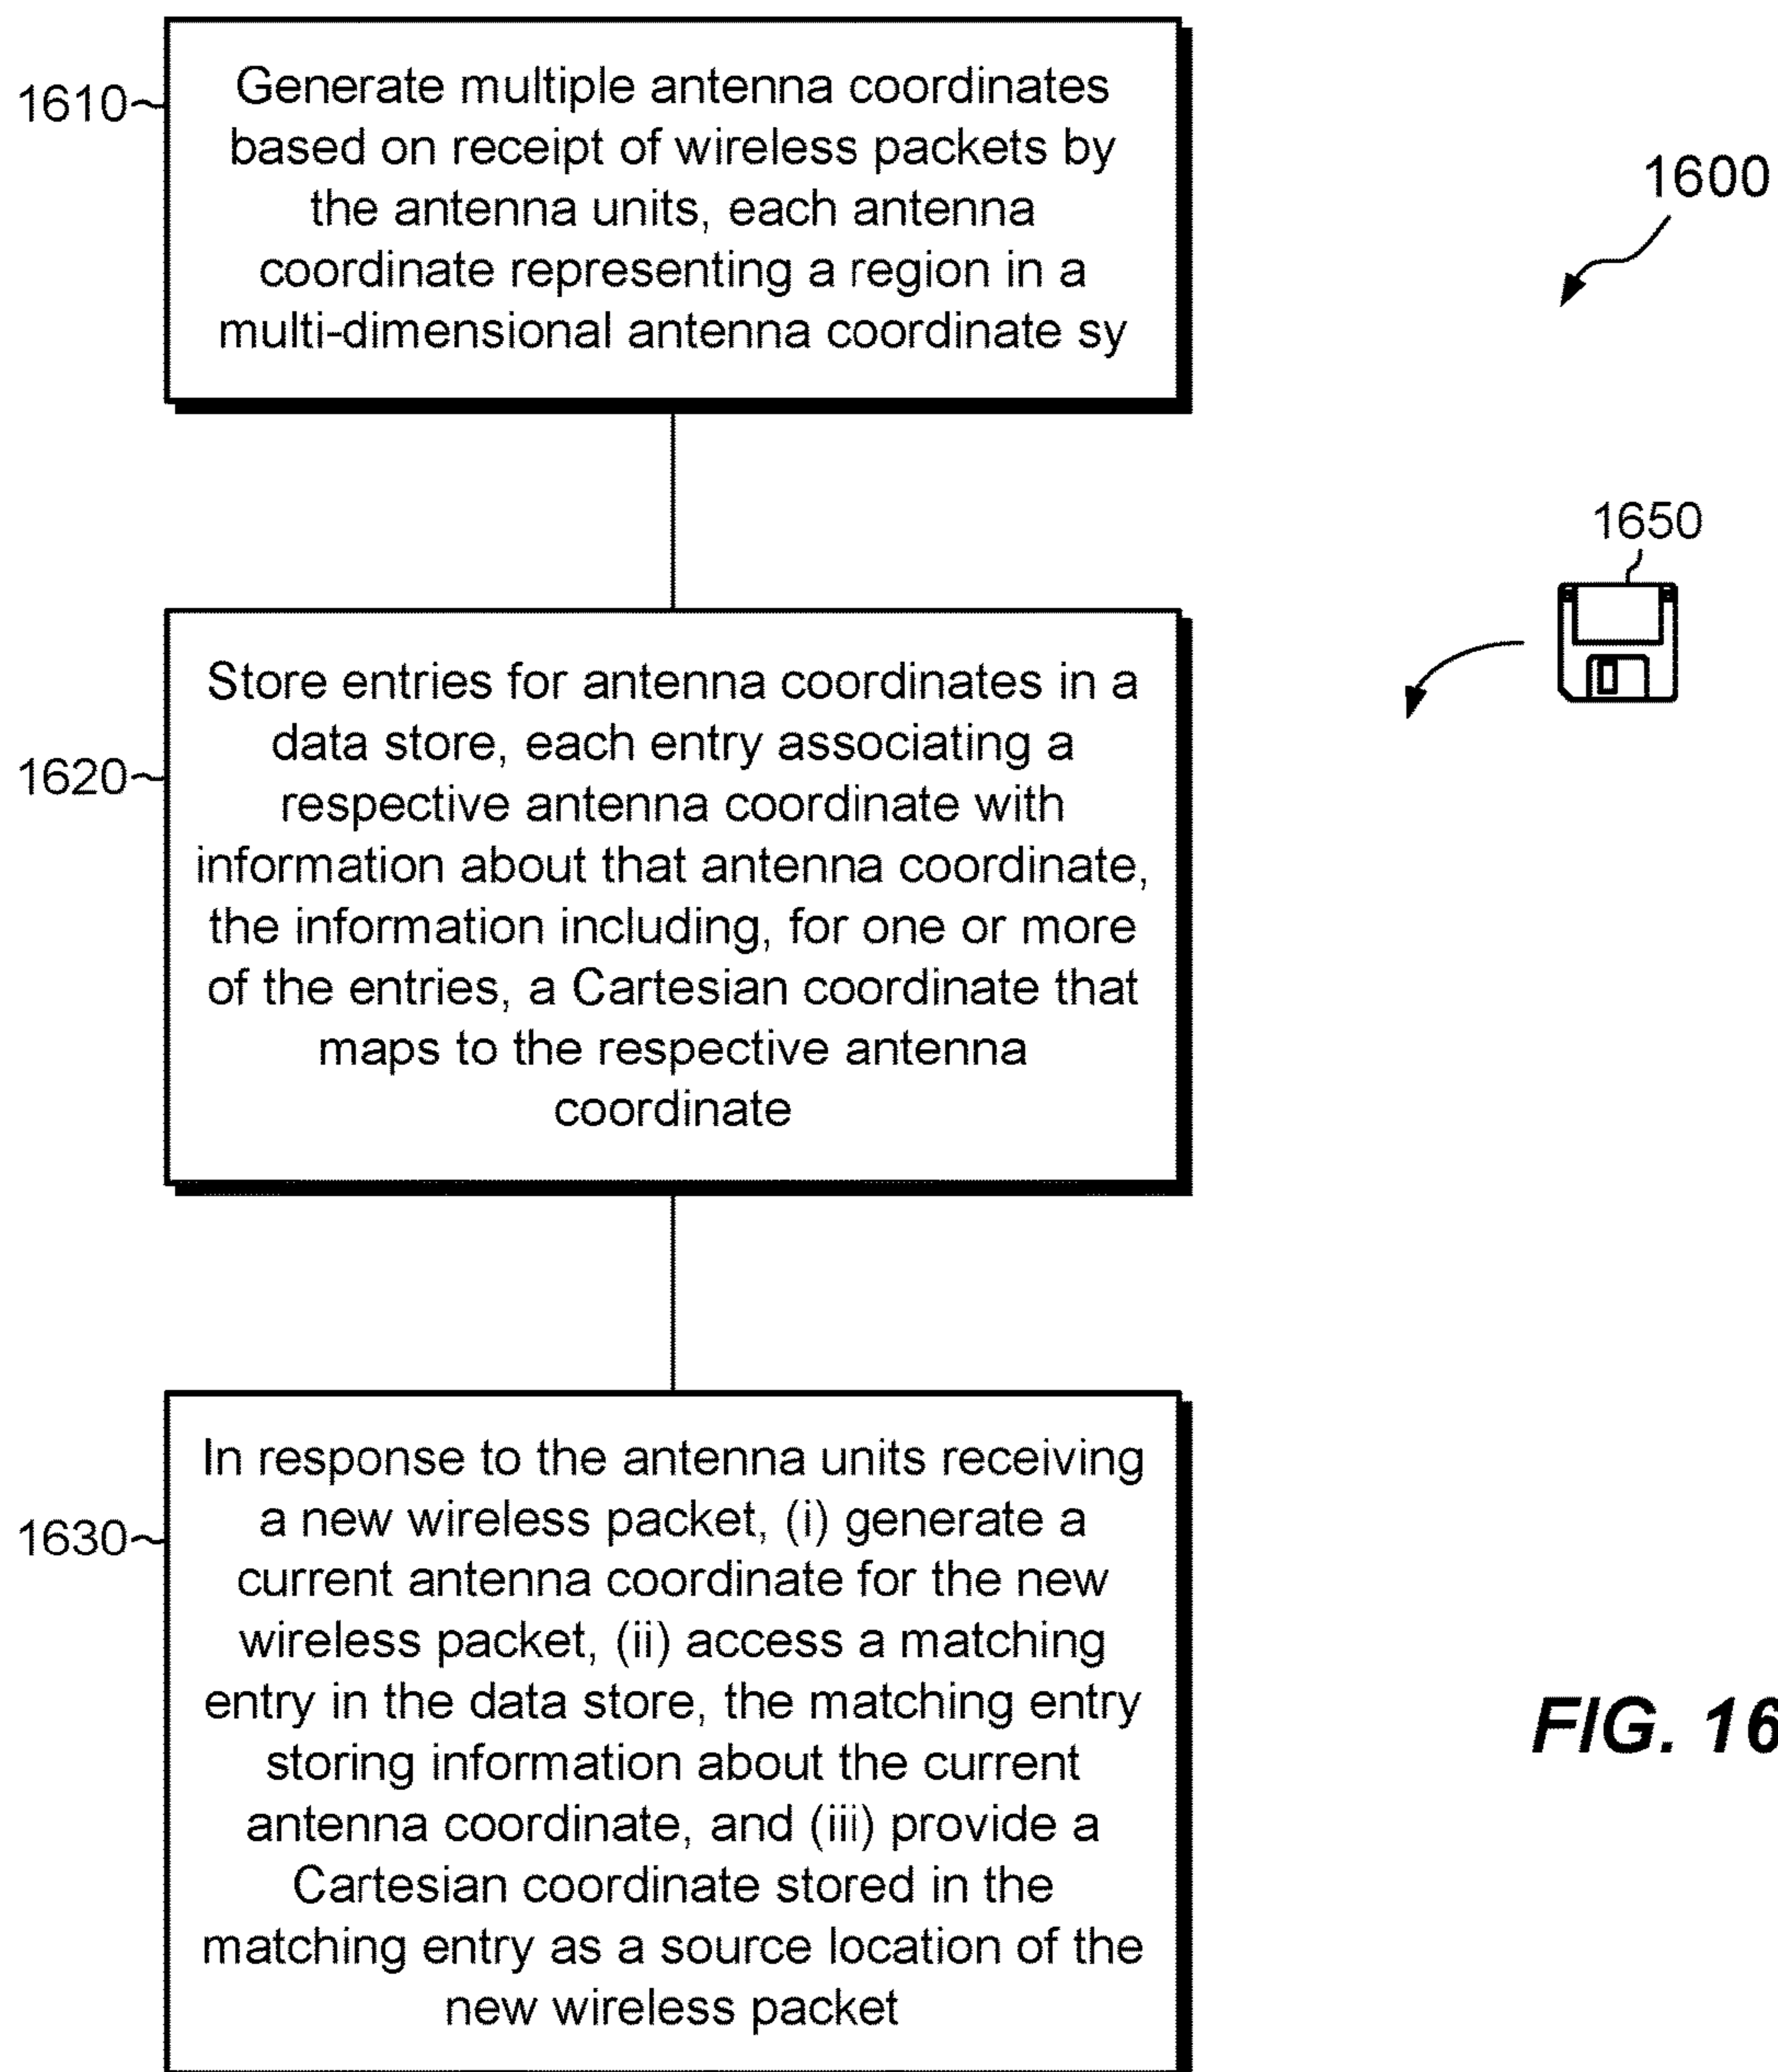 1610
Generate multiple antenna coordinates
based on receipt of wireless packets by
the antenna units, each antenna
coordinate representing a region in a
multi-dimensional antenna coordinate sy
1600
1650
1620
Store entries for antenna coordinates in a
data store, each entry associating a
respective antenna coordinate with
information about that antenna coordinate,
the information including, for one or more
of the entries, a Cartesian coordinate that
maps to the respective antenna
coordinate
1630
In response to the antenna units receiving
a new wireless packet, (i) generate a
current antenna coordinate for the new
wireless packet, (ii) access a matching
entry in the data store, the matching entry
storing information about the current
antenna coordinate, and (iii) provide a
Cartesian coordinate stored in the
matching entry as a source location of the
new wireless packet
FIG. 16